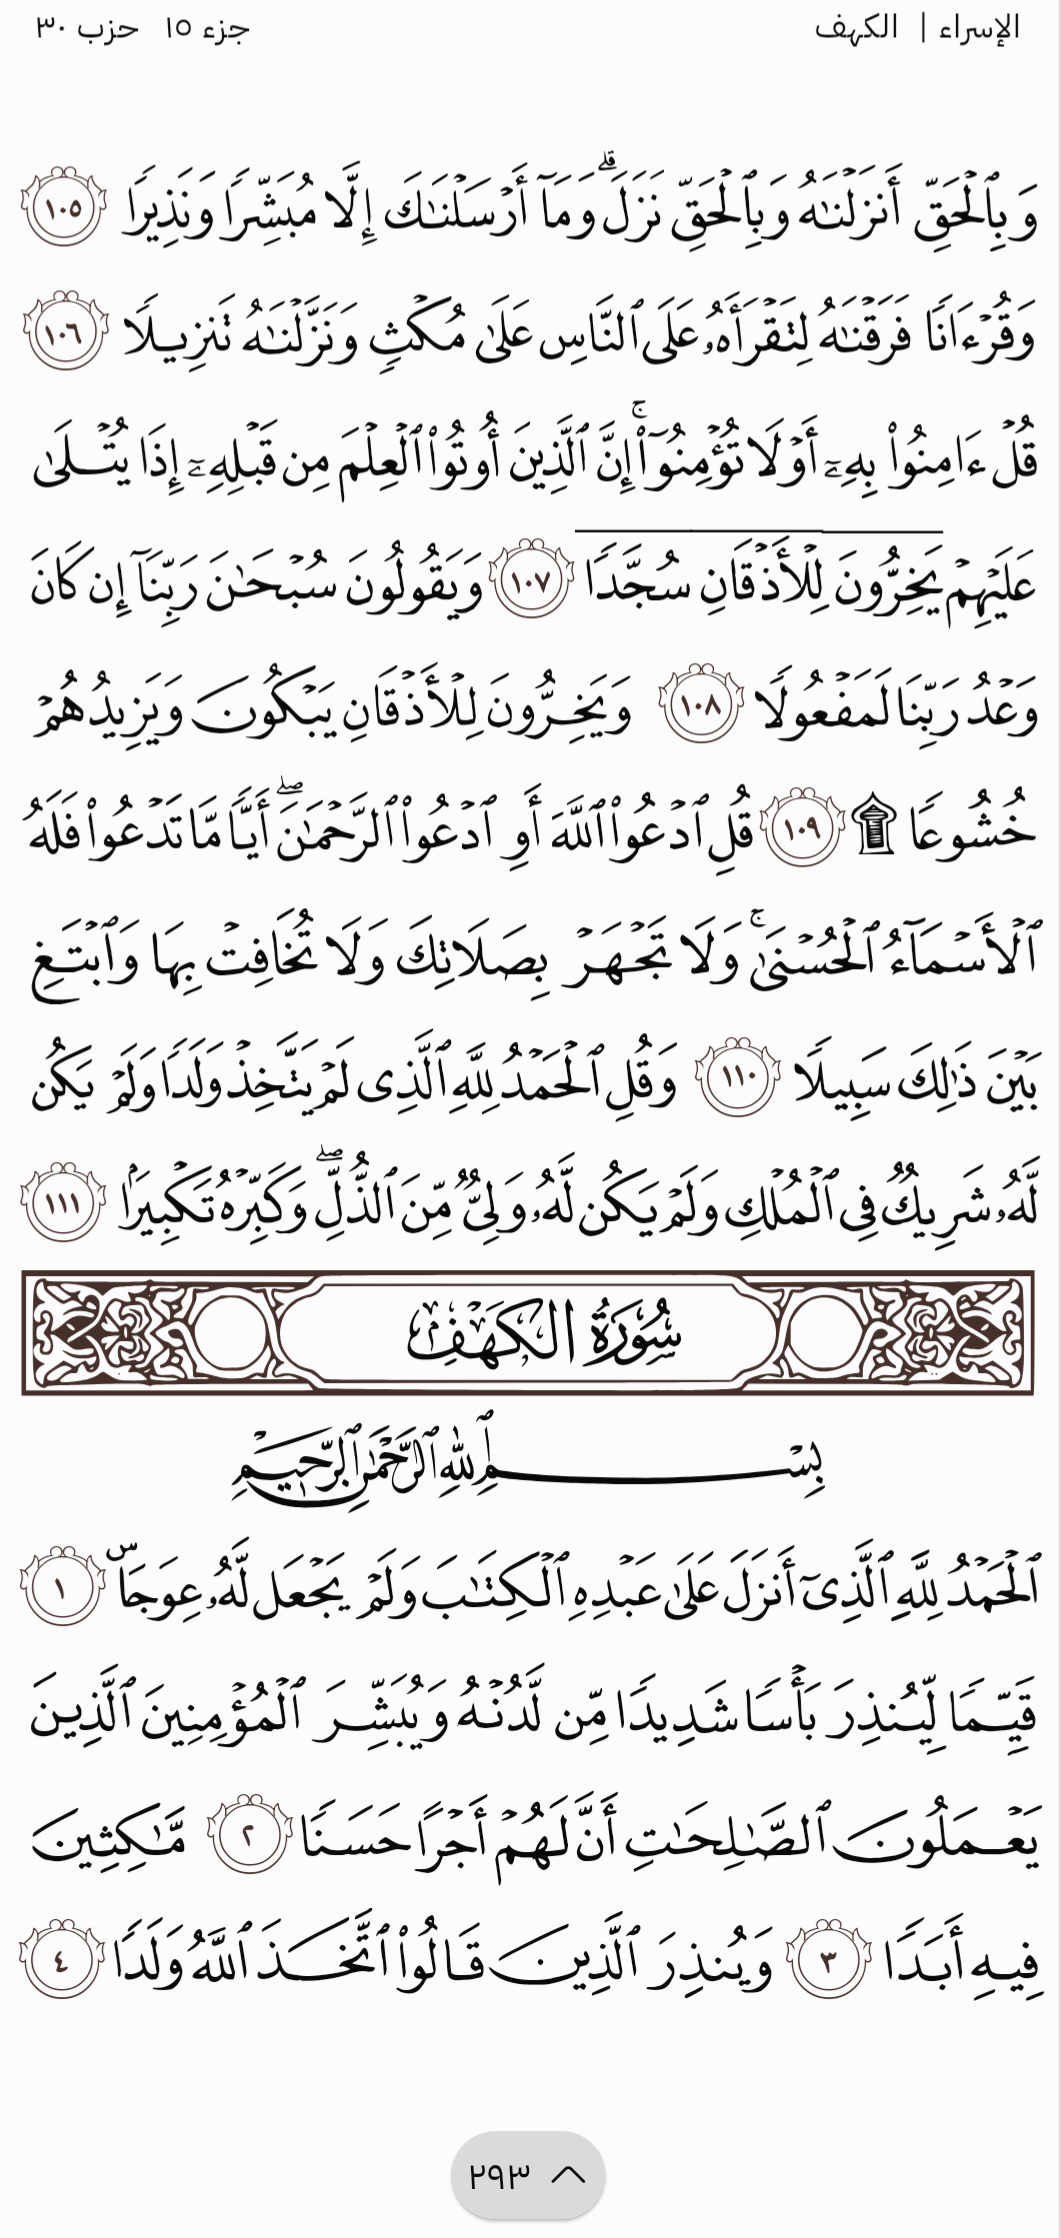 الإسراء | الكهف
جزء ١٥ حزب ٣٠
وَبِٱلْحَقِّ أَنزَلْنَٰهُ وَبِٱلْحَقِّ نَزَلَ ۗ وَمَآ أَرْسَلْنَٰكَ إِلَّا مُبَشِّرًا وَنَذِيرًا ١٠٥
وَقُرْءَانًا فَرَقْنَٰهُ لِتَقْرَأَهُۥ عَلَى ٱلنَّاسِ عَلَىٰ مُكْثٍ وَنَزَّلْنَٰهُ تَنزِيلًا ١٠٦
قُلْ ءَامِنُوا۟ بِهِۦٓ أَوْ لَا تُؤْمِنُوٓا۟ ۚ إِنَّ ٱلَّذِينَ أُوتُوا۟ ٱلْعِلْمَ مِن قَبْلِهِۦٓ إِذَا يُتْلَىٰ
عَلَيْهِمْ يَخِرُّونَ لِلْأَذْقَانِ سُجَّدًا ١٠٧ وَيَقُولُونَ سُبْحَٰنَ رَبِّنَآ إِن كَانَ
وَعْدُ رَبِّنَا لَمَفْعُولًا ١٠٨ وَيَخِرُّونَ لِلْأَذْقَانِ يَبْكُونَ وَيَزِيدُهُمْ
خُشُوعًا ۩ ١٠٩ قُلِ ٱدْعُوا۟ ٱللَّهَ أَوِ ٱدْعُوا۟ ٱلرَّحْمَٰنَ ۖ أَيًّا مَّا تَدْعُوا۟ فَلَهُ
ٱلْأَسْمَآءُ ٱلْحُسْنَىٰ ۚ وَلَا تَجْهَرْ بِصَلَاتِكَ وَلَا تُخَافِتْ بِهَا وَٱبْتَغِ
بَيْنَ ذَٰلِكَ سَبِيلًا ١١٠ وَقُلِ ٱلْحَمْدُ لِلَّهِ ٱلَّذِى لَمْ يَتَّخِذْ وَلَدًا وَلَمْ يَكُن
لَّهُۥ شَرِيكٌ فِى ٱلْمُلْكِ وَلَمْ يَكُن لَّهُۥ وَلِىٌّ مِّنَ ٱلذُّلِّ ۖ وَكَبِّرْهُ تَكْبِيرًۢا ١١١
سُورَةُ الكَهْفِ
بِسْمِ ٱللَّهِ ٱلرَّحْمَٰنِ ٱلرَّحِيمِ
ٱلْحَمْدُ لِلَّهِ ٱلَّذِىٓ أَنزَلَ عَلَىٰ عَبْدِهِ ٱلْكِتَٰبَ وَلَمْ يَجْعَل لَّهُۥ عِوَجَاۜ ١
قَيِّمًا لِّيُنذِرَ بَأْسًا شَدِيدًا مِّن لَّدُنْهُ وَيُبَشِّرَ ٱلْمُؤْمِنِينَ ٱلَّذِينَ
يَعْمَلُونَ ٱلصَّٰلِحَٰتِ أَنَّ لَهُمْ أَجْرًا حَسَنًا ٢ مَّٰكِثِينَ
فِيهِ أَبَدًا ٣ وَيُنذِرَ ٱلَّذِينَ قَالُوا۟ ٱتَّخَذَ ٱللَّهُ وَلَدًا ٤
٢٩٣